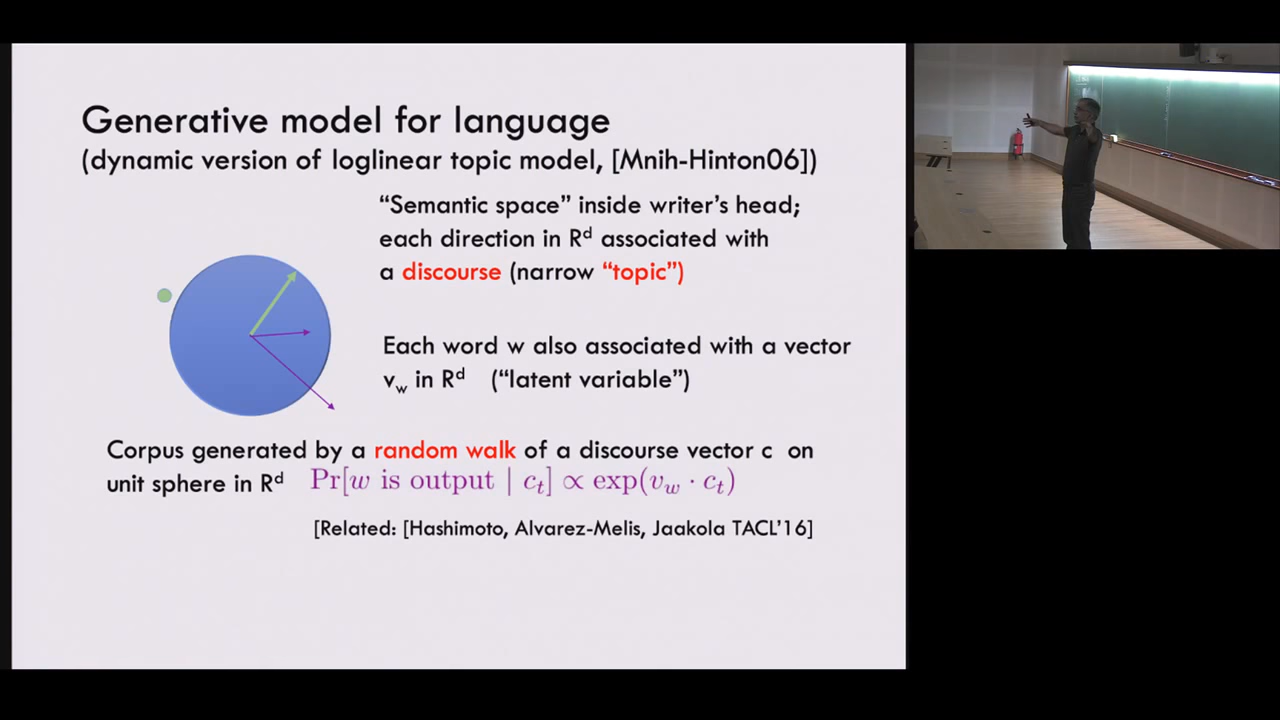 Generative model for language
(dynamic version of loglinear topic model, [Mnih-Hinton06])
“Semantic space” inside writer’s head;
each direction in Rᵈ associated with
a discourse (narrow “topic”)
Each word w also associated with a vector
v_w in Rᵈ (“latent variable”)
Corpus generated by a random walk of a discourse vector c on
unit sphere in Rᵈ Pr[w is output | c_t] ∝ exp(v_w · c_t)
[Related: [Hashimoto, Alvarez-Melis, Jaakola TACL’16]